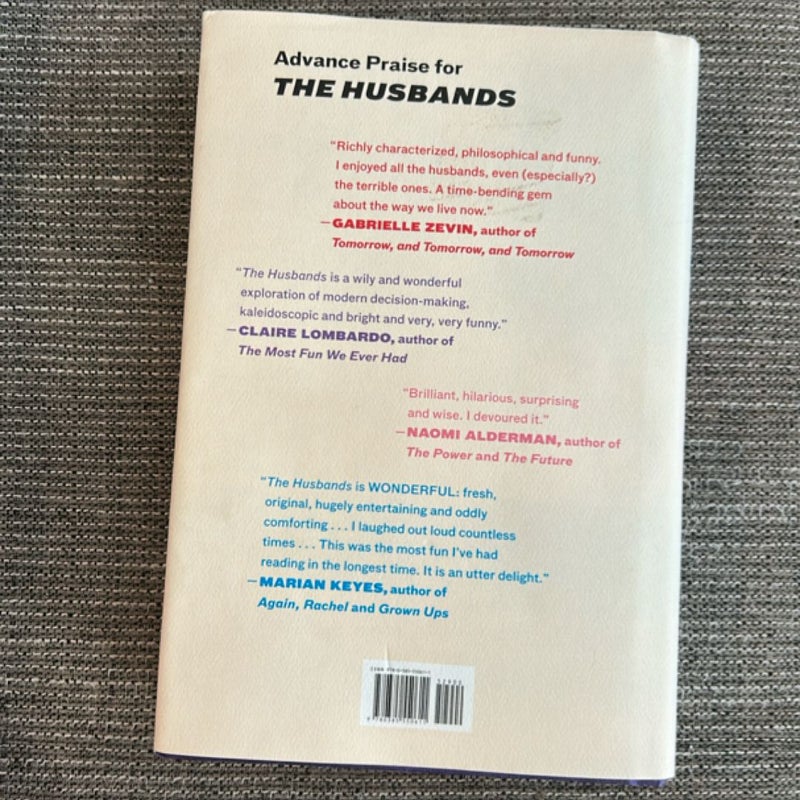 Advance Praise for
THE HUSBANDS
“Richly characterized, philosophical and funny.
I enjoyed all the husbands, even (especially?)
the terrible ones. A time-bending gem
about the way we live now.”
—GABRIELLE ZEVIN, author of
Tomorrow, and Tomorrow, and Tomorrow
“The Husbands is a wily and wonderful
exploration of modern decision-making,
kaleidoscopic and bright and very, very funny.”
—CLAIRE LOMBARDO, author of
The Most Fun We Ever Had
“Brilliant, hilarious, surprising
and wise. I devoured it.”
—NAOMI ALDERMAN, author of
The Power and The Future
“The Husbands is WONDERFUL: fresh,
original, hugely entertaining and oddly
comforting . . . I laughed out loud countless
times . . . This was the most fun I’ve had
reading in the longest time. It is an utter delight.”
—MARIAN KEYES, author of
Again, Rachel and Grown Ups
ISBN